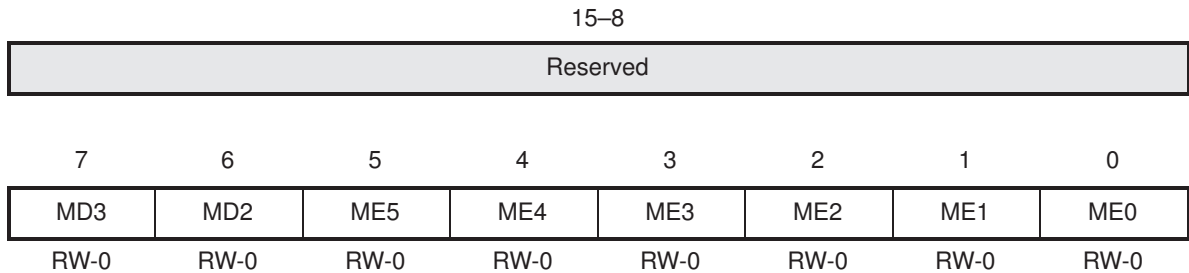 15–8
Reserved
7 6 5 4 3 2 1 0
MD3 MD2 ME5 ME4 ME3 ME2 ME1 ME0
RW-0 RW-0 RW-0 RW-0 RW-0 RW-0 RW-0 RW-0